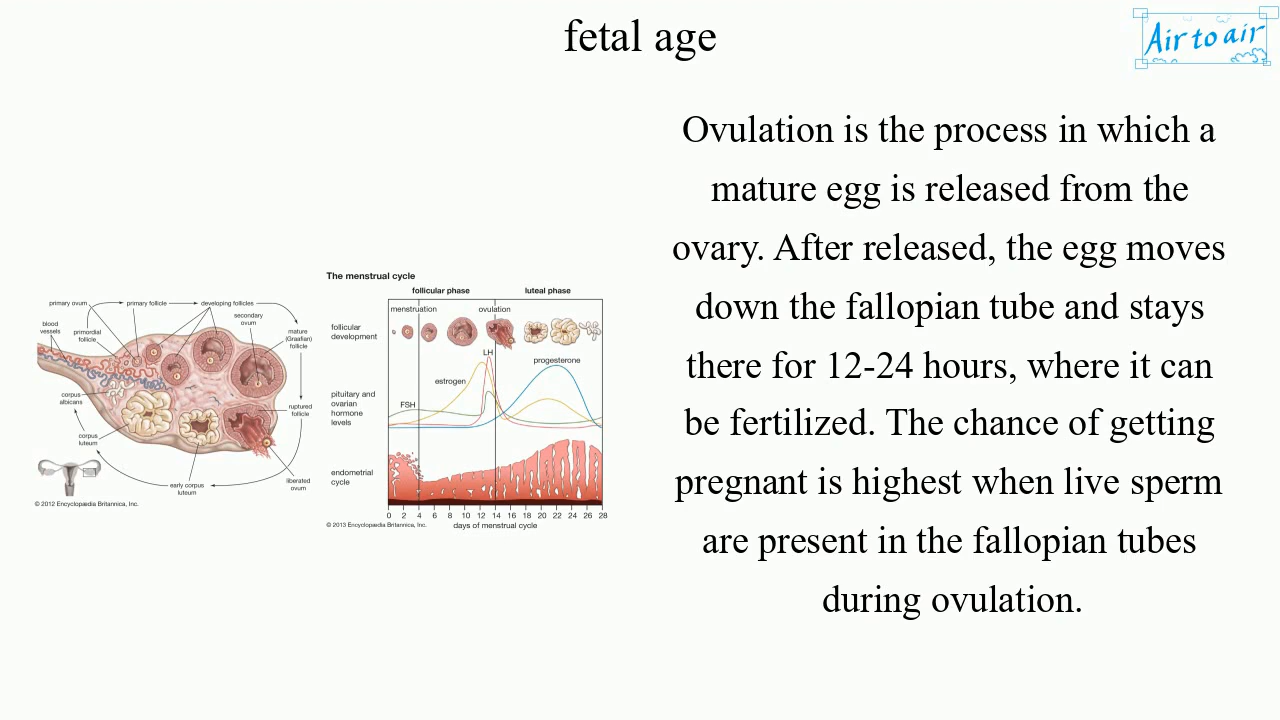 fetal age
Air to air
Ovulation is the process in which a
mature egg is released from the
ovary. After released, the egg moves
down the fallopian tube and stays
there for 12-24 hours, where it can
be fertilized. The chance of getting
pregnant is highest when live sperm
are present in the fallopian tubes
during ovulation.
primary ovum
primary follicle
developing follicles
blood
vessels
primordial
follicle
secondary
ovum
mature
(Graafian)
follicle
corpus
albicans
ruptured
follicle
corpus
luteum
early corpus
luteum
liberated
ovum
© 2012 Encyclopædia Britannica, Inc.
The menstrual cycle
follicular phase
luteal phase
menstruation
ovulation
follicular
development
LH
progesterone
estrogen
pituitary and
ovarian
hormone
levels
FSH
endometrial
cycle
0 2 4 6 8 10 12 14 16 18 20 22 24 26 28
days of menstrual cycle
© 2013 Encyclopædia Britannica, Inc.